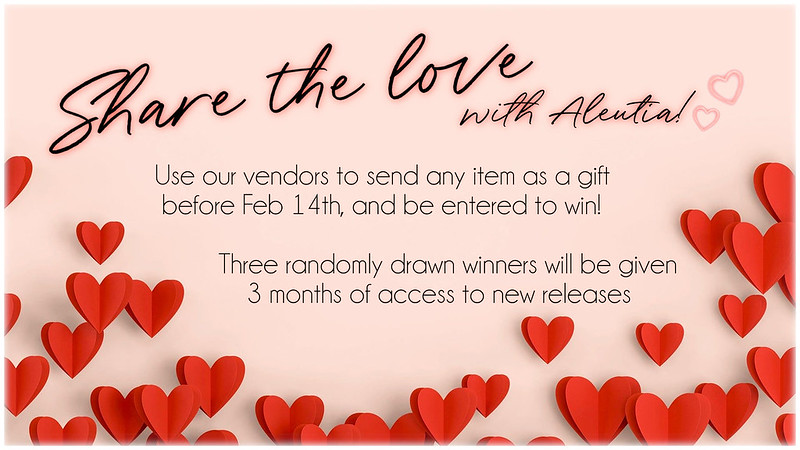 Share the love
with Aleutia!
Use our vendors to send any item as a gift
before Feb 14th, and be entered to win!
Three randomly drawn winners will be given
3 months of access to new releases